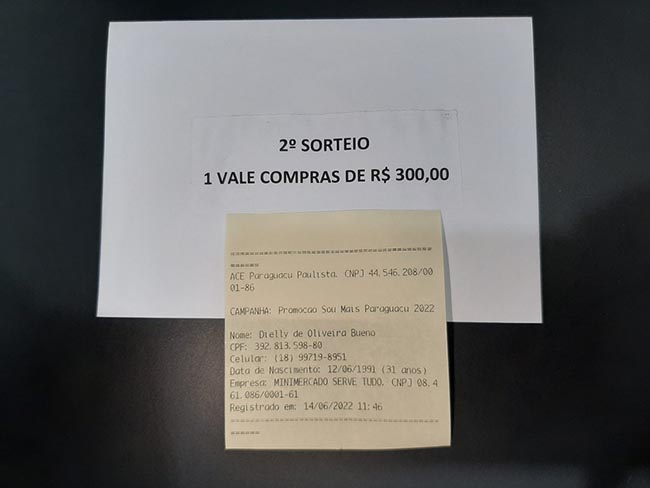 2º SORTEIO
1 VALE COMPRAS DE R$ 300,00
==========================================
======
ACE Paraguacu Paulista. CNPJ 44.546.208/00
01-86
CAMPANHA: Promocao Sou Mais Paraguacu 2022
Nome: Dielly de Oliveira Bueno
CPF: 392.813.598-80
Celular: (18) 99719-8951
Data de Nascimento: 12/06/1991 (31 anos)
Empresa: MINIMERCADO SERVE TUDO. CNPJ 08.4
61.086/0001-61
Registrado em: 14/06/2022 11:46
==========================================
======